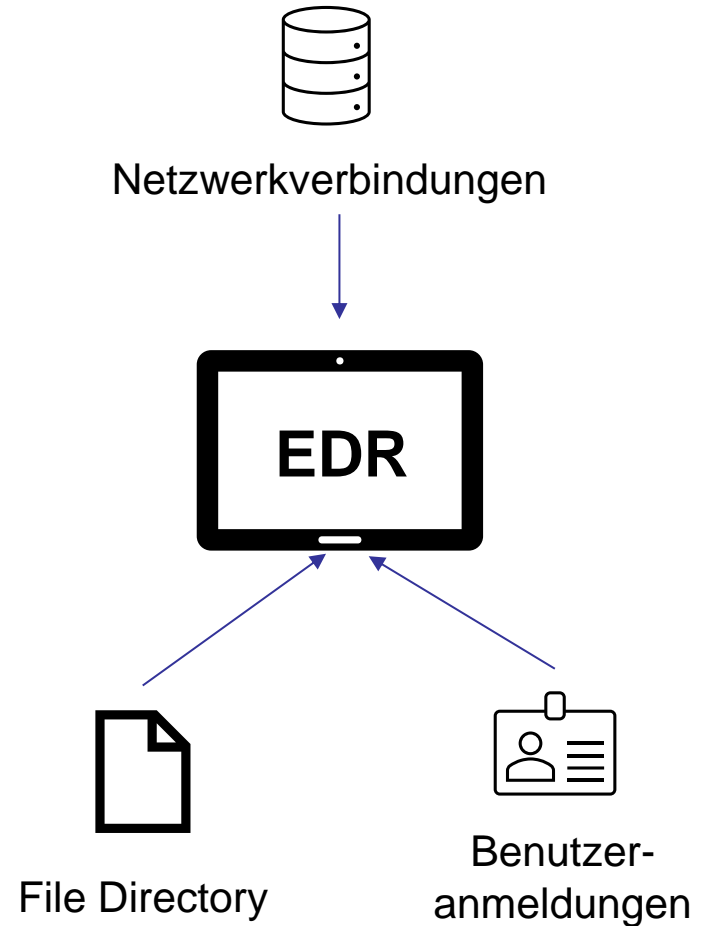 Netzwerkverbindungen
EDR
File Directory
Benutzer-
anmeldungen